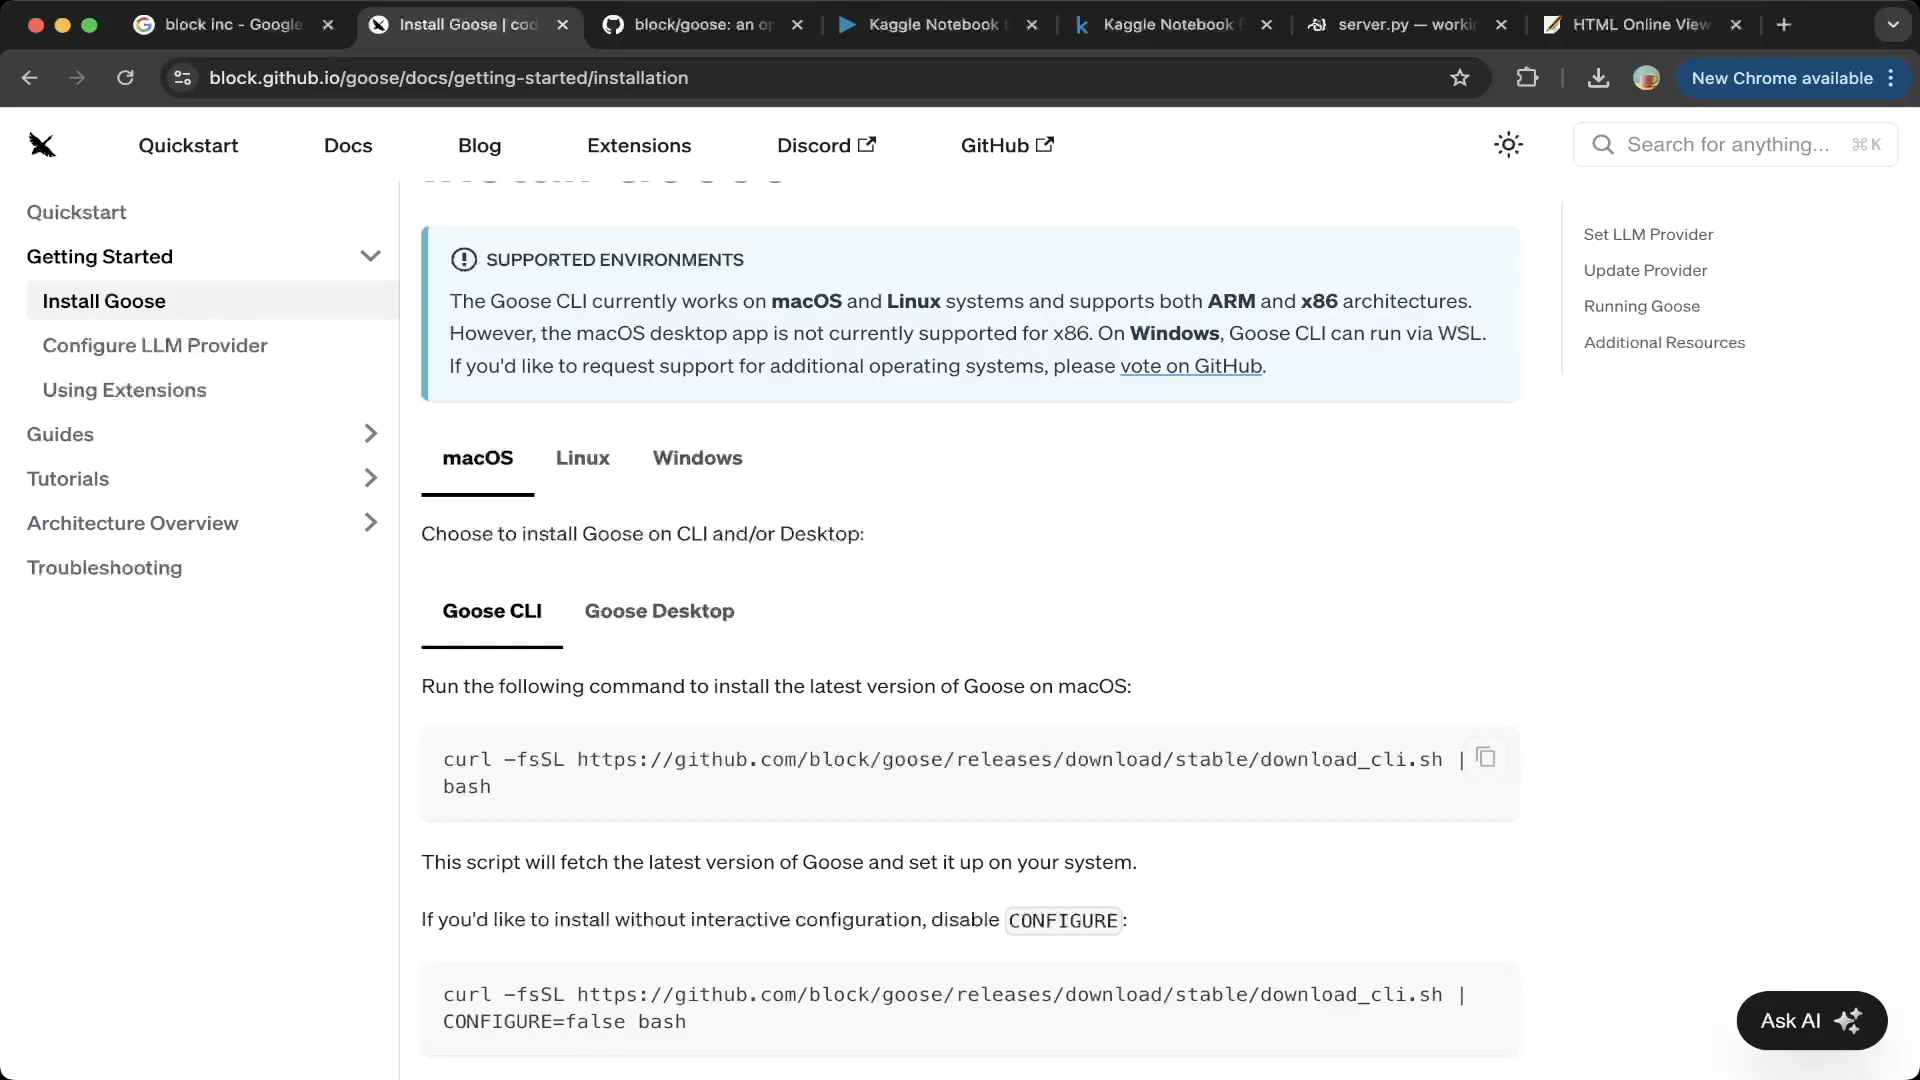 block inc - Google
Install Goose | cod
block/goose: an op
Kaggle Notebook
Kaggle Notebook
server.py — workin
HTML Online View
block.github.io/goose/docs/getting-started/installation
New Chrome available
Quickstart
Docs
Blog
Extensions
Discord
GitHub
Search for anything...
⌘K
Quickstart
Getting Started
Install Goose
Configure LLM Provider
Using Extensions
Guides
Tutorials
Architecture Overview
Troubleshooting
Install Goose
SUPPORTED ENVIRONMENTS
The Goose CLI currently works on macOS and Linux systems and supports both ARM and x86 architectures.
However, the macOS desktop app is not currently supported for x86. On Windows, Goose CLI can run via WSL.
If you'd like to request support for additional operating systems, please vote on GitHub.
macOS
Linux
Windows
Choose to install Goose on CLI and/or Desktop:
Goose CLI
Goose Desktop
Run the following command to install the latest version of Goose on macOS:
curl -fsSL https://github.com/block/goose/releases/download/stable/download_cli.sh |
bash
This script will fetch the latest version of Goose and set it up on your system.
If you'd like to install without interactive configuration, disable CONFIGURE:
curl -fsSL https://github.com/block/goose/releases/download/stable/download_cli.sh |
CONFIGURE=false bash
Set LLM Provider
Update Provider
Running Goose
Additional Resources
Ask AI